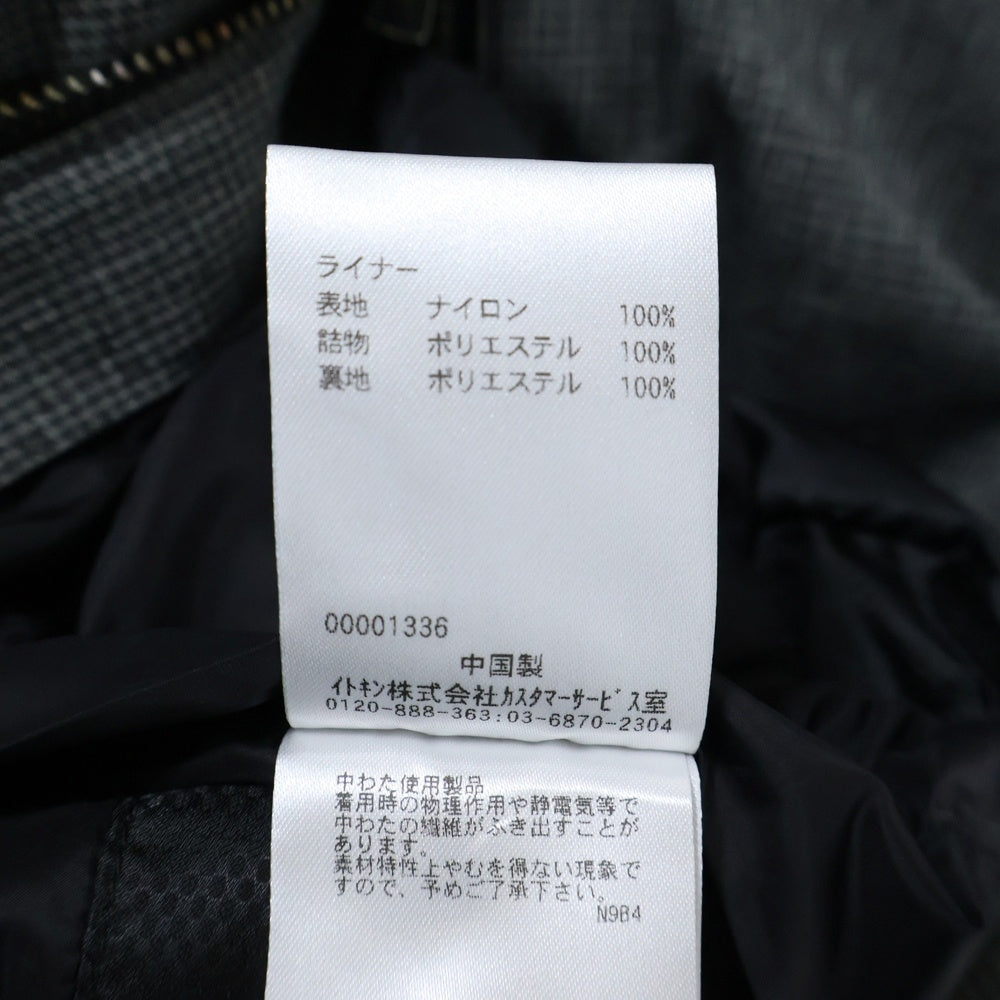 ライナー
表地 ナイロン 100%
詰物 ポリエステル 100%
裏地 ポリエステル 100%
00001336
中国製
イトキン株式会社カスタマーサービス室
0120-888-363:03-6870-2304
中わた使用製品
着用時の物理作用や静電気等で
中わたの繊維がふき出すことが
あります。
素材特性上やむを得ない現象で
すので、予めご了承下さい。
N9B4